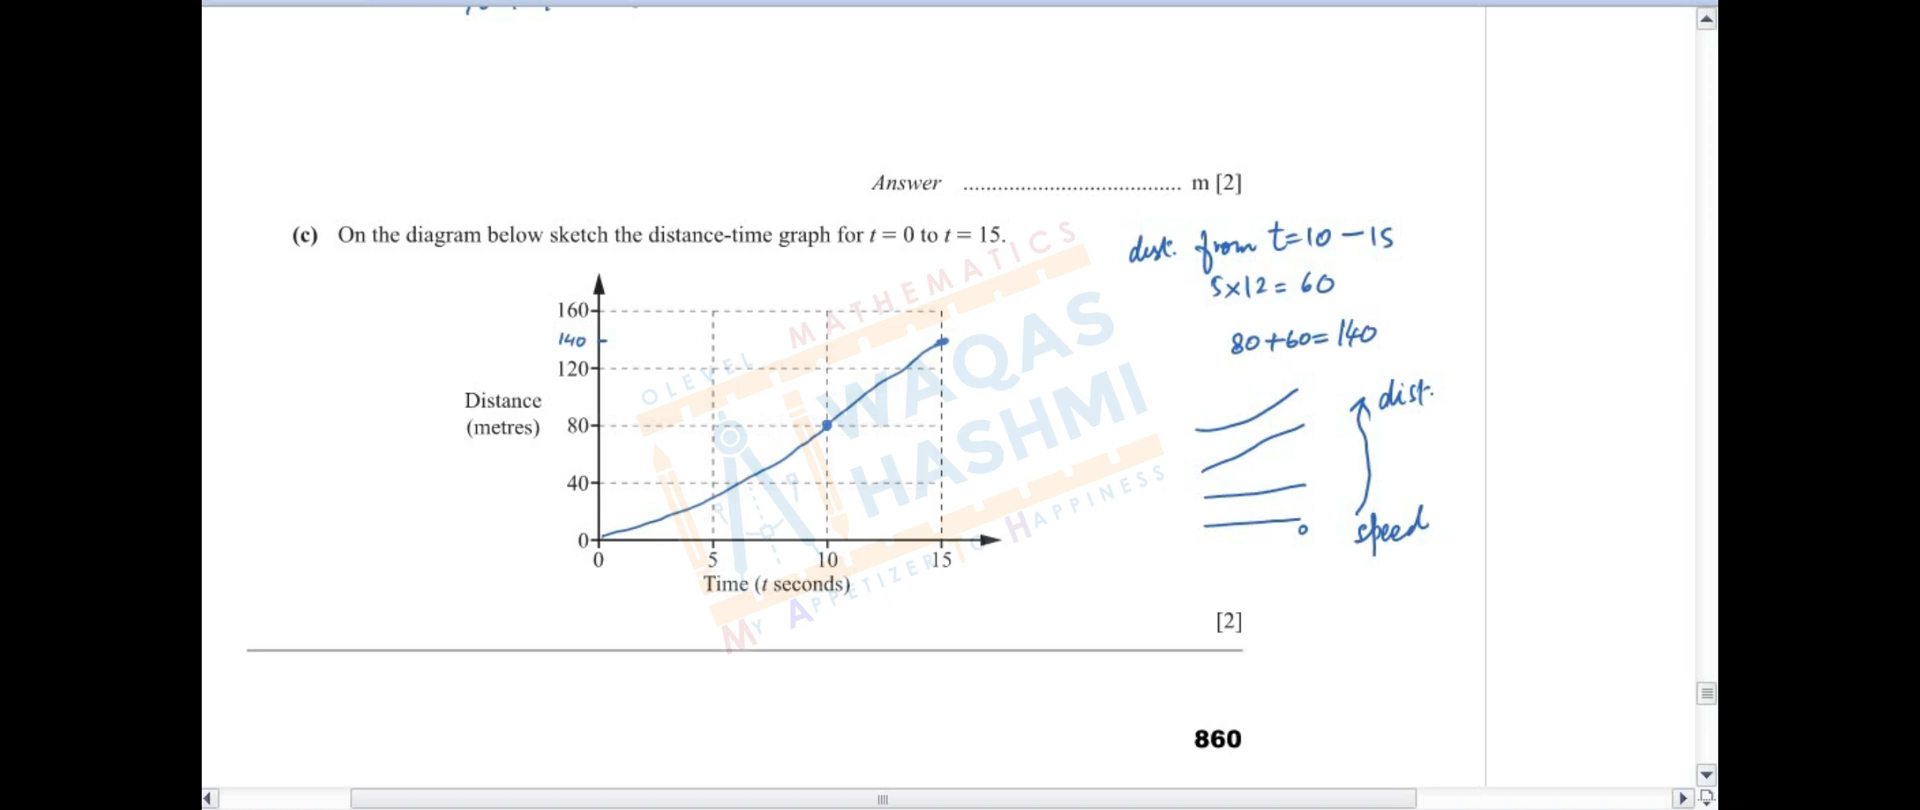 Answer ...................................... m [2]
(c) On the diagram below sketch the distance-time graph for t = 0 to t = 15.
dist. from t=10-15
5×12=60
80+60=140
160
140
120
Distance
(metres)
80
40
0
0 5 10 15
Time (t seconds)
dist.
speed
0
[2]
860
OLEVEL MATHEMATICS
WAQAS
HASHMI
MY APPETIZER TO HAPPINESS